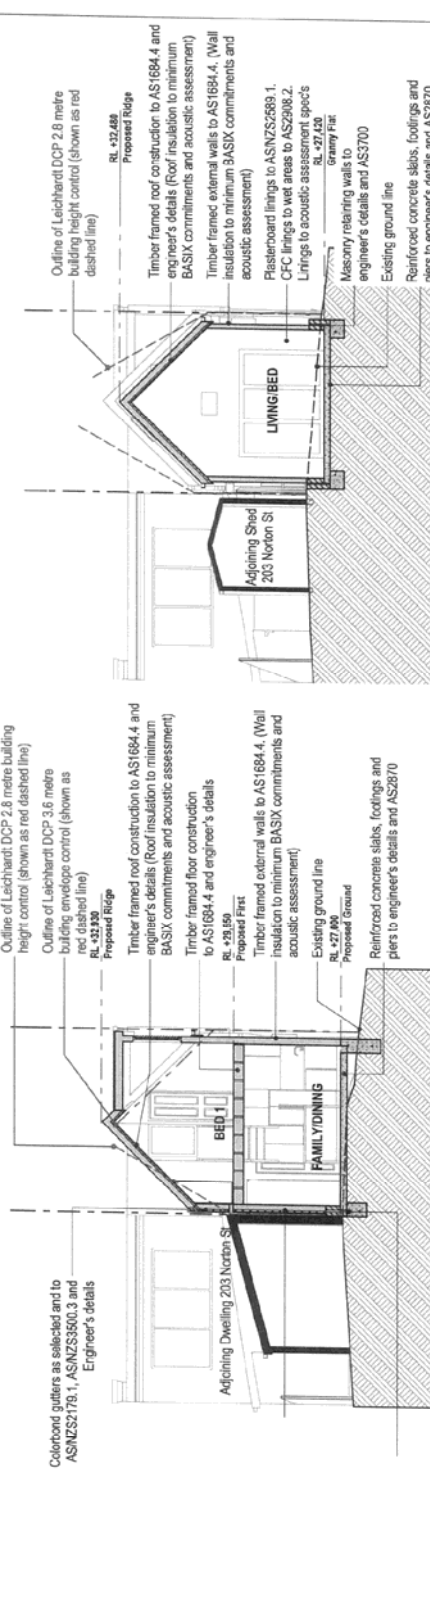 Colorbond gutters as selected and to
AS/NZS2179.1, AS/NZS3500.3 and
Engineer's details
Adjoining Dwelling 203 Norton St
BED 1
FAMILY/DINING
Outline of Leichhardt DCP 2.8 metre building
height control (shown as red dashed line)
Outline of Leichhardt DCP 3.6 metre
building envelope control (shown as
red dashed line)
RL +32,930
Proposed Ridge
Timber framed roof construction to AS1684.4 and
engineer's details (Roof insulation to minimum
BASIX commitments and acoustic assessment)
Timber framed floor construction
to AS1684.4 and engineer's details
Proposed First
Timber framed external walls to AS1684.4. (Wall
insulation to minimum BASIX commitments and
acoustic assessment)
Existing ground line
Proposed Ground
Reinforced concrete slabs, footings and
piers to engineer's details and AS2870
Adjoining Shed
203 Norton St
LIVING/BED
Outline of Leichhardt DCP 2.8 metre
building height control (shown as red
dashed line)
RL +32,480
Proposed Ridge
Timber framed roof construction to AS1684.4 and
engineer's details (Roof insulation to minimum
BASIX commitments and acoustic assessment)
Timber framed external walls to AS1684.4. (Wall
insulation to minimum BASIX commitments and
acoustic assessment)
Plasterboard linings to AS/NZS2589.1.
CFC linings to wet areas to AS2908.2.
Linings to acoustic assessment spec's
RL +27,420
Granny Flat
Masonry retaining walls to
engineer's details and AS3700
Existing ground line
Reinforced concrete slabs, footings and
piers to engineer's details and AS2870